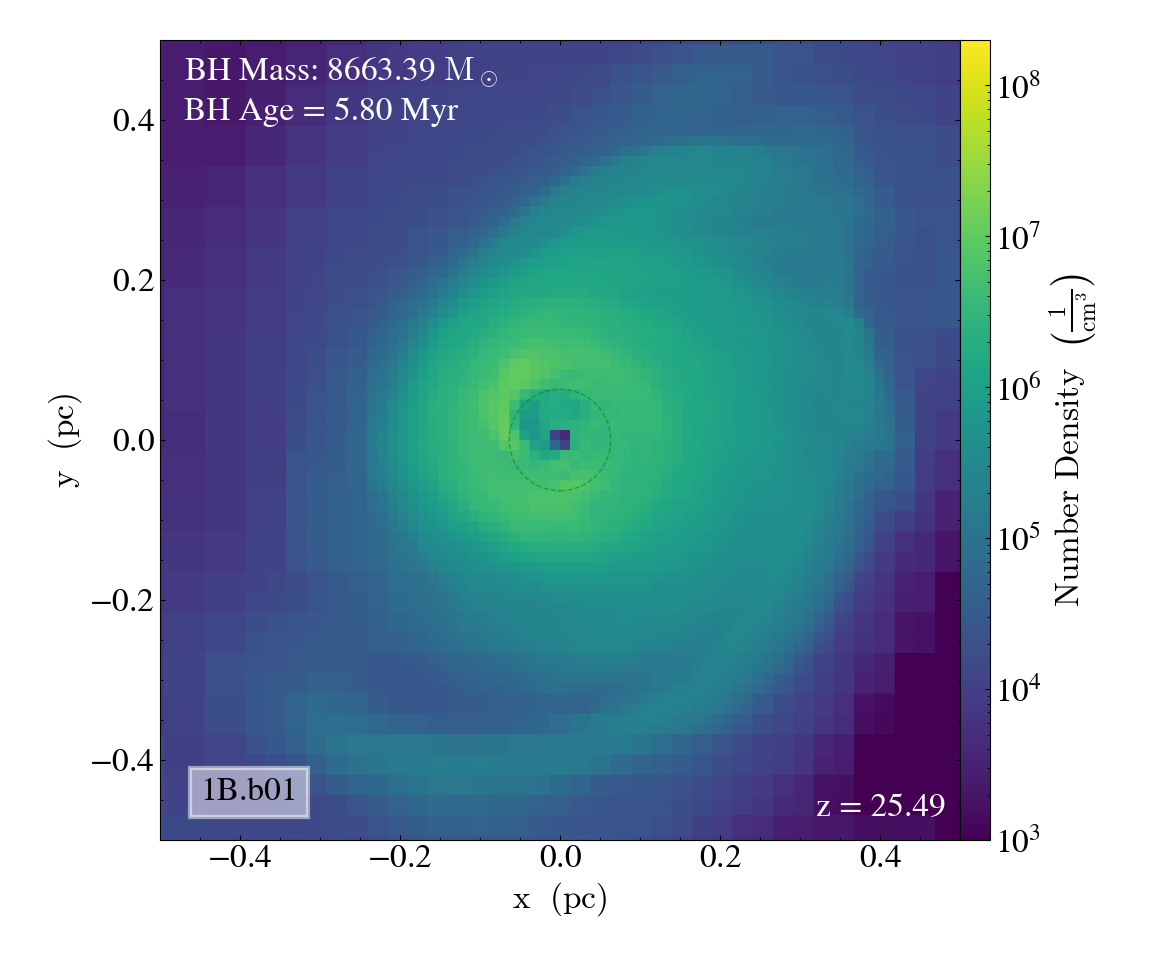 BH Mass: 8663.39 M⊙
BH Age = 5.80 Myr
0.4
0.2
0.0
−0.2
−0.4
y (pc)
1B.b01
z = 25.49
−0.4 −0.2 0.0 0.2 0.4
x (pc)
10⁸
10⁷
10⁶
10⁵
10⁴
10³
Number Density (1/cm³)